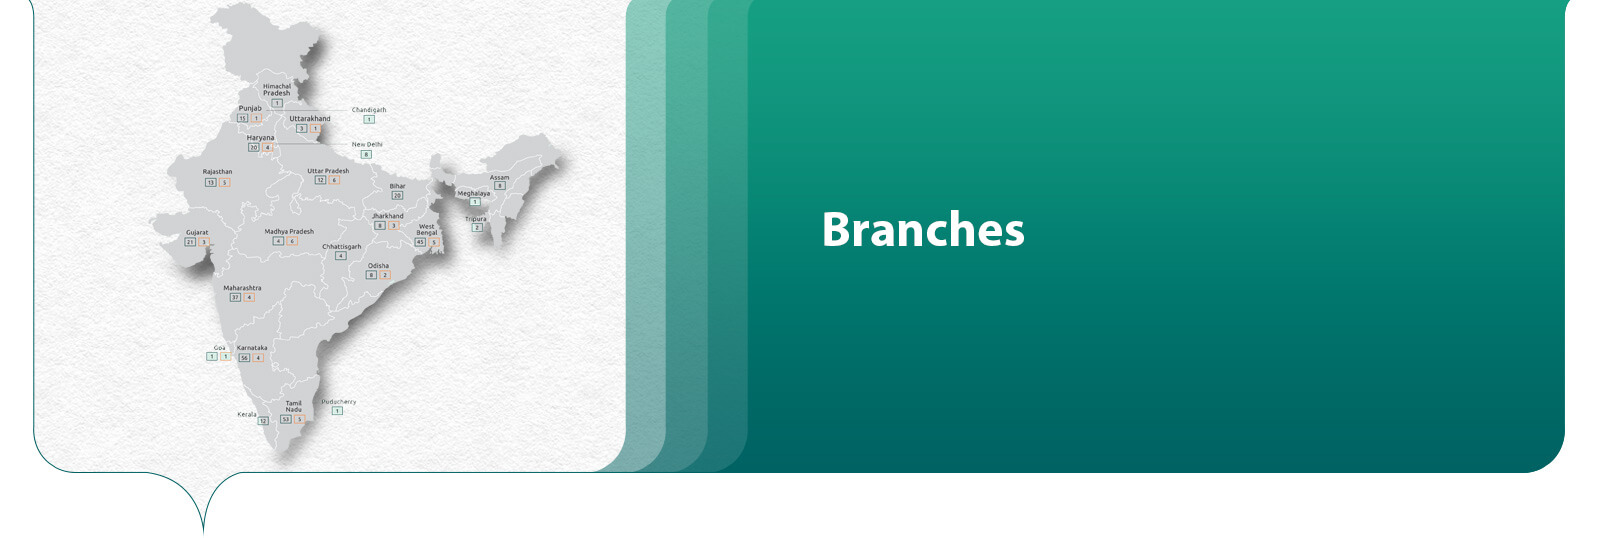 Himachal
Pradesh
1
Punjab
15 1
Chandigarh
1
Uttarakhand
3 1
Haryana
20 4
New Delhi
8
Rajasthan
13 5
Uttar Pradesh
12 6
Bihar
20
Assam
8
Meghalaya
1
Tripura
2
Jharkhand
8 3
West
Bengal
45 5
Gujarat
21 3
Madhya Pradesh
4 6
Chhattisgarh
4
Odisha
8 2
Maharashtra
37 4
Goa
1 1
Karnataka
56 4
Kerala
12
Tamil
Nadu
53 5
Puducherry
1
Branches